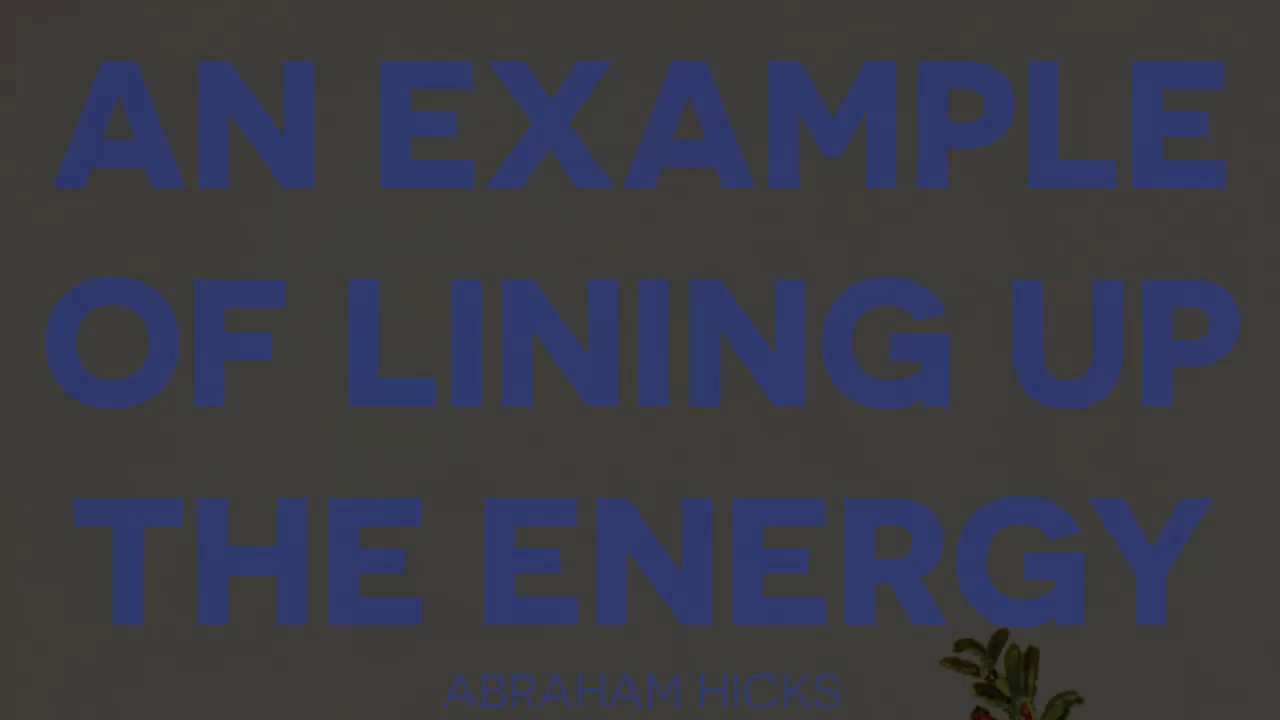 AN EXAMPLE
OF LINING UP
THE ENERGY
ABRAHAM HICKS